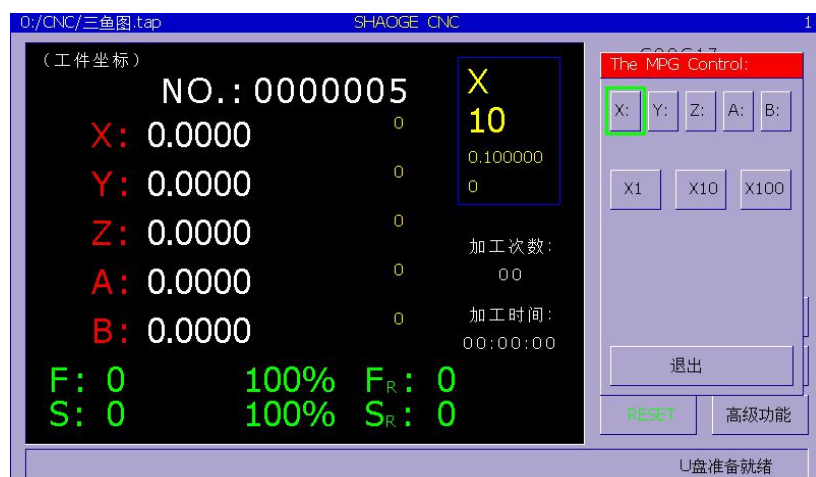 0:/CNC/三鱼图.tap SHAOGE CNC 1
(工件坐标)
NO.: 0000005
X: 0.0000 0
Y: 0.0000 0
Z: 0.0000 0
A: 0.0000 0
B: 0.0000 0
F: 0 100% FR: 0
S: 0 100% SR: 0
X
10
0.100000
0
加工次数:
00
加工时间:
00:00:00
The MPG Control:
X: Y: Z: A: B:
X1 X10 X100
退出
RESET 高级功能
U盘准备就绪